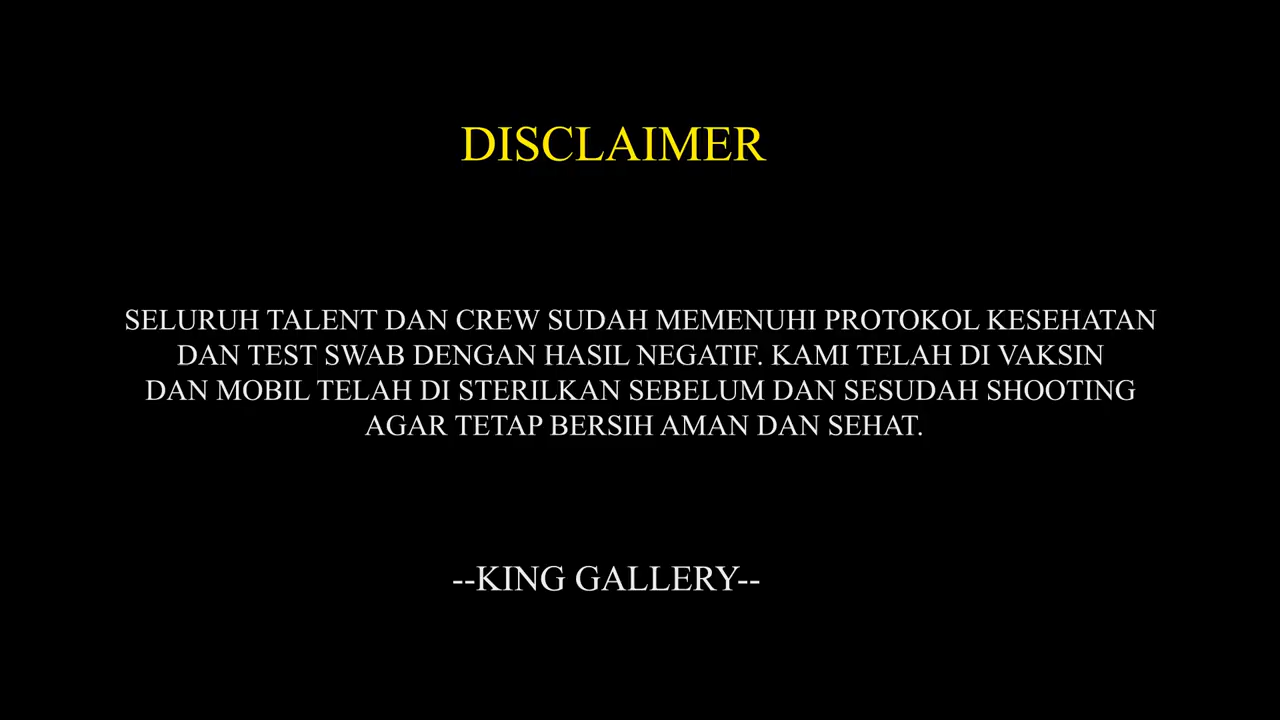 DISCLAIMER
SELURUH TALENT DAN CREW SUDAH MEMENUHI PROTOKOL KESEHATAN
DAN TEST SWAB DENGAN HASIL NEGATIF. KAMI TELAH DI VAKSIN
DAN MOBIL TELAH DI STERILKAN SEBELUM DAN SESUDAH SHOOTING
AGAR TETAP BERSIH AMAN DAN SEHAT.
--KING GALLERY--